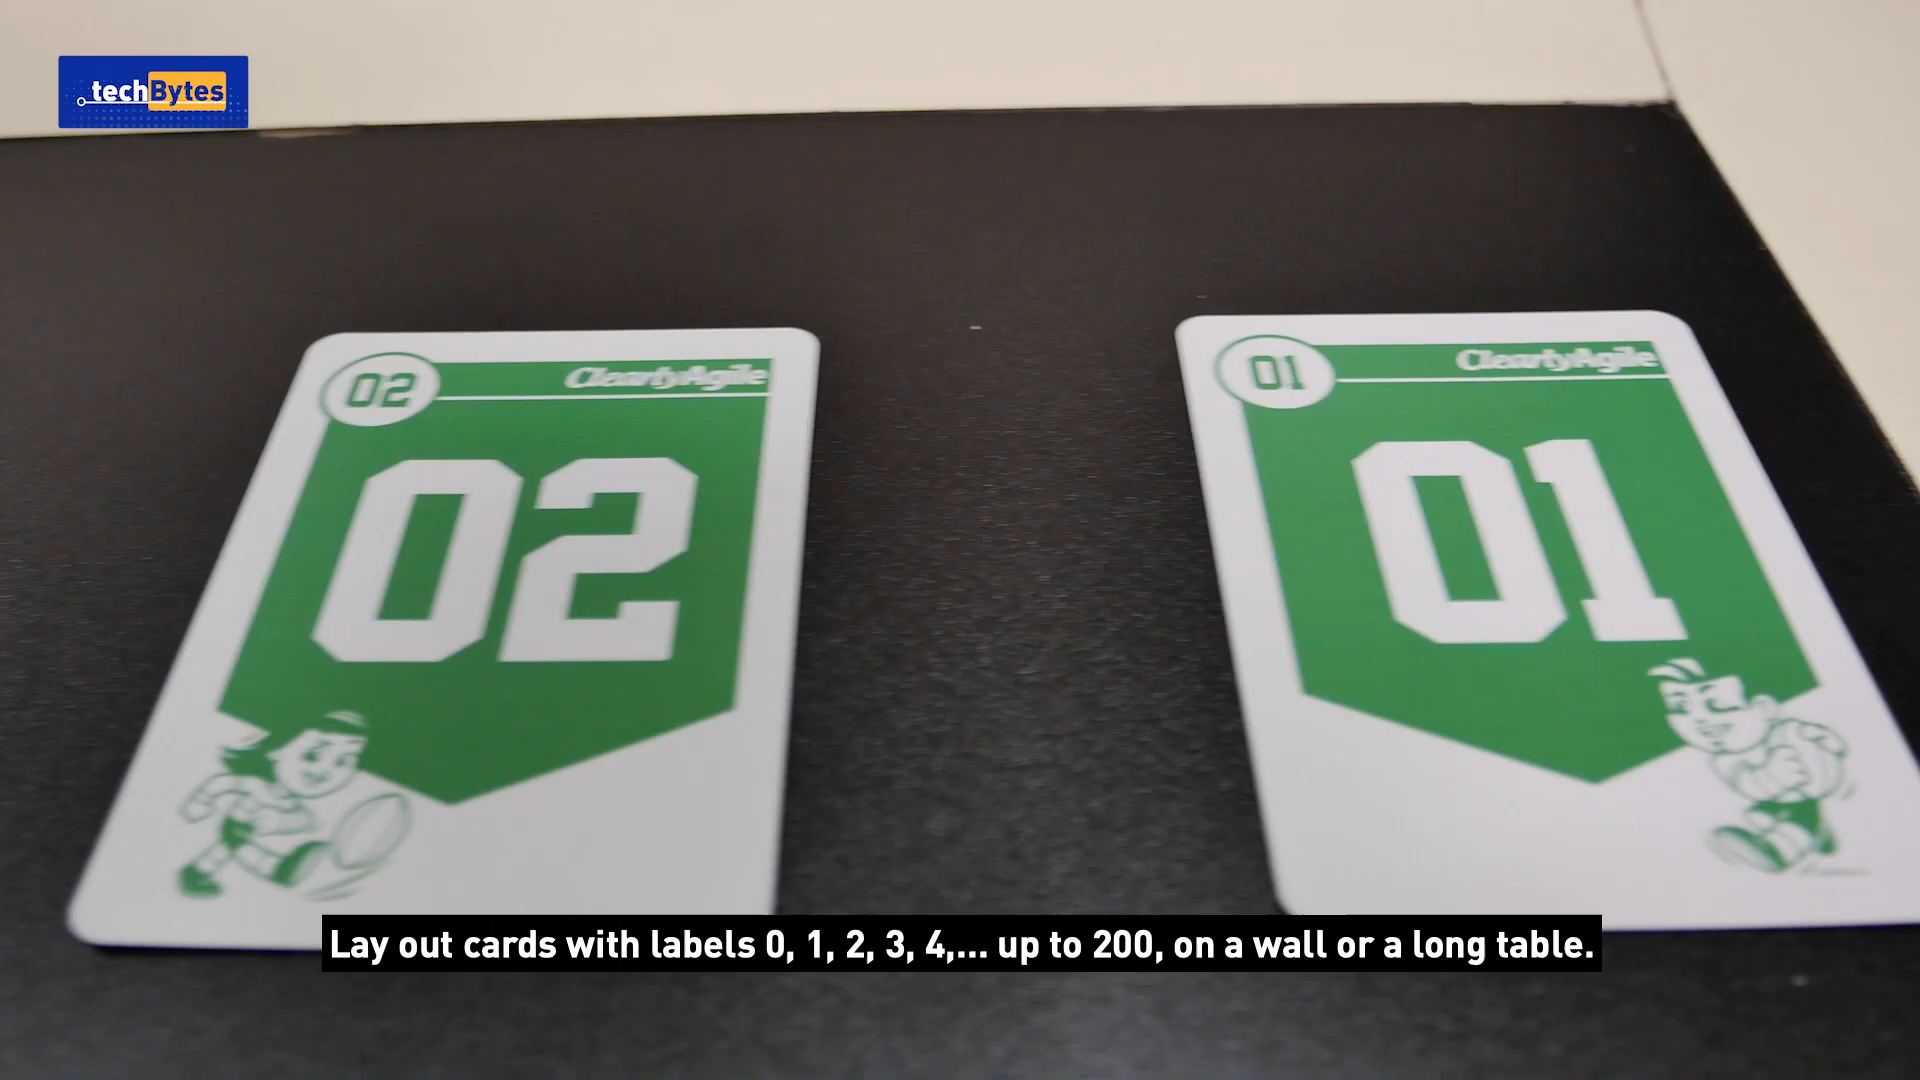 techBytes
02 ClearlyAgile
02
01 ClearlyAgile
01
Lay out cards with labels 0, 1, 2, 3, 4,... up to 200, on a wall or a long table.